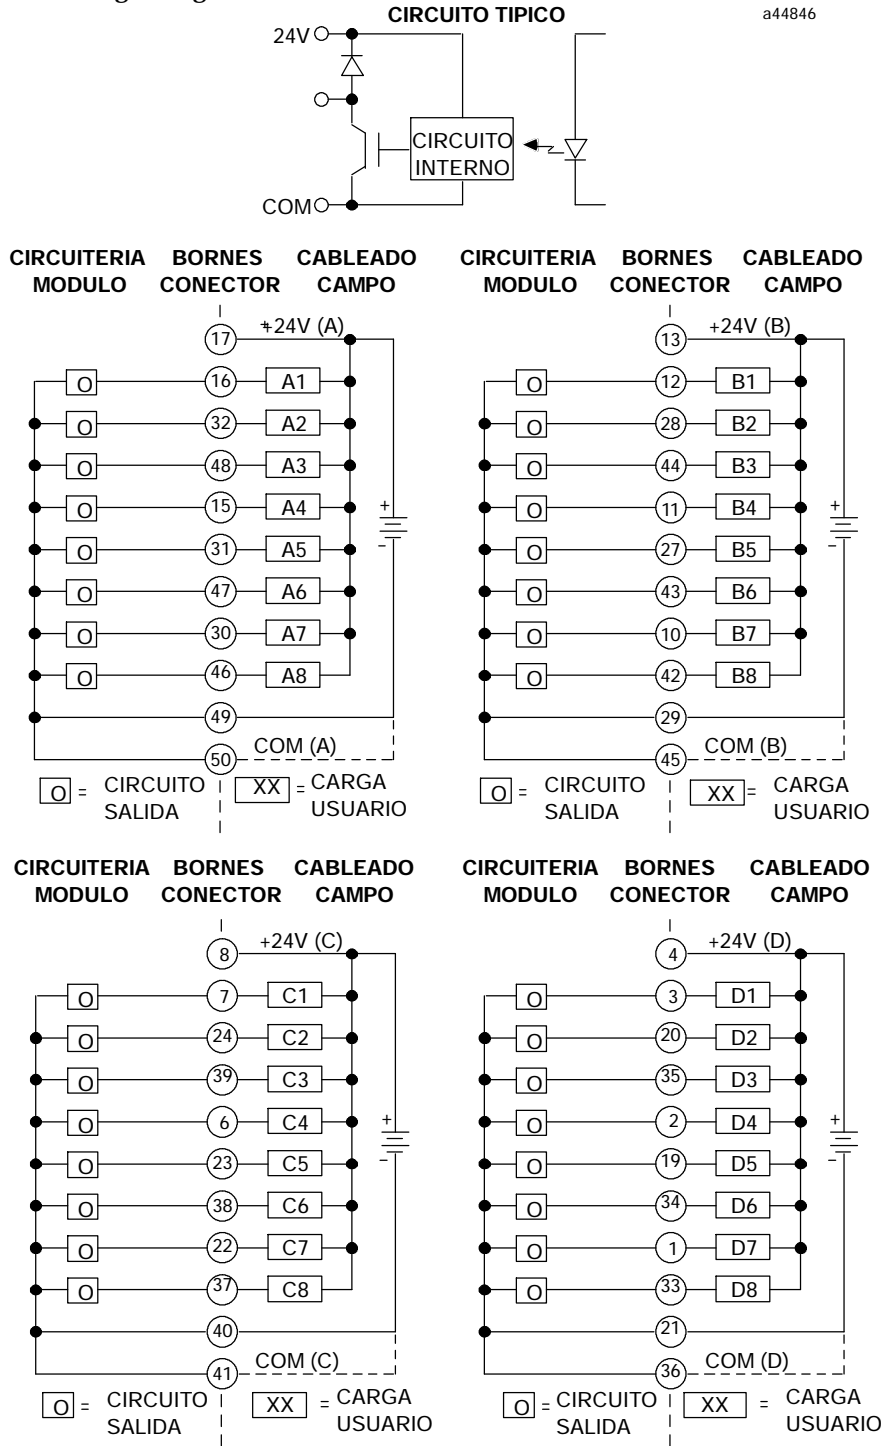 CIRCUITO TIPICO
a44846
24V
CIRCUITO
INTERNO
COM
CIRCUITERIA BORNES CABLEADO
MODULO CONECTOR CAMPO
17 +24V (A)
O 16 A1
O 32 A2
O 48 A3
O 15 A4
+
O 31 A5
–
O 47 A6
O 30 A7
O 46 A8
49
50 COM (A)
O = CIRCUITO XX = CARGA
SALIDA USUARIO
CIRCUITERIA BORNES CABLEADO
MODULO CONECTOR CAMPO
13 +24V (B)
O 12 B1
O 28 B2
O 44 B3
O 11 B4
+
O 27 B5
–
O 43 B6
O 10 B7
O 42 B8
29
45 COM (B)
O = CIRCUITO XX = CARGA
SALIDA USUARIO
CIRCUITERIA BORNES CABLEADO
MODULO CONECTOR CAMPO
8 +24V (C)
O 7 C1
O 24 C2
O 39 C3
O 6 C4
+
O 23 C5
–
O 38 C6
O 22 C7
O 37 C8
40
41 COM (C)
O = CIRCUITO XX = CARGA
SALIDA USUARIO
CIRCUITERIA BORNES CABLEADO
MODULO CONECTOR CAMPO
4 +24V (D)
O 3 D1
O 20 D2
O 35 D3
O 2 D4
+
O 19 D5
–
O 34 D6
O 1 D7
O 33 D8
21
36 COM (D)
O = CIRCUITO XX = CARGA
SALIDA USUARIO